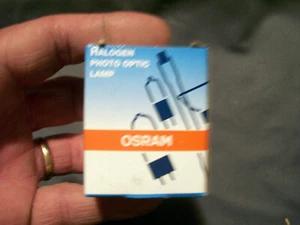 HALOGEN
PHOTO OPTIC
LAMP
OSRAM